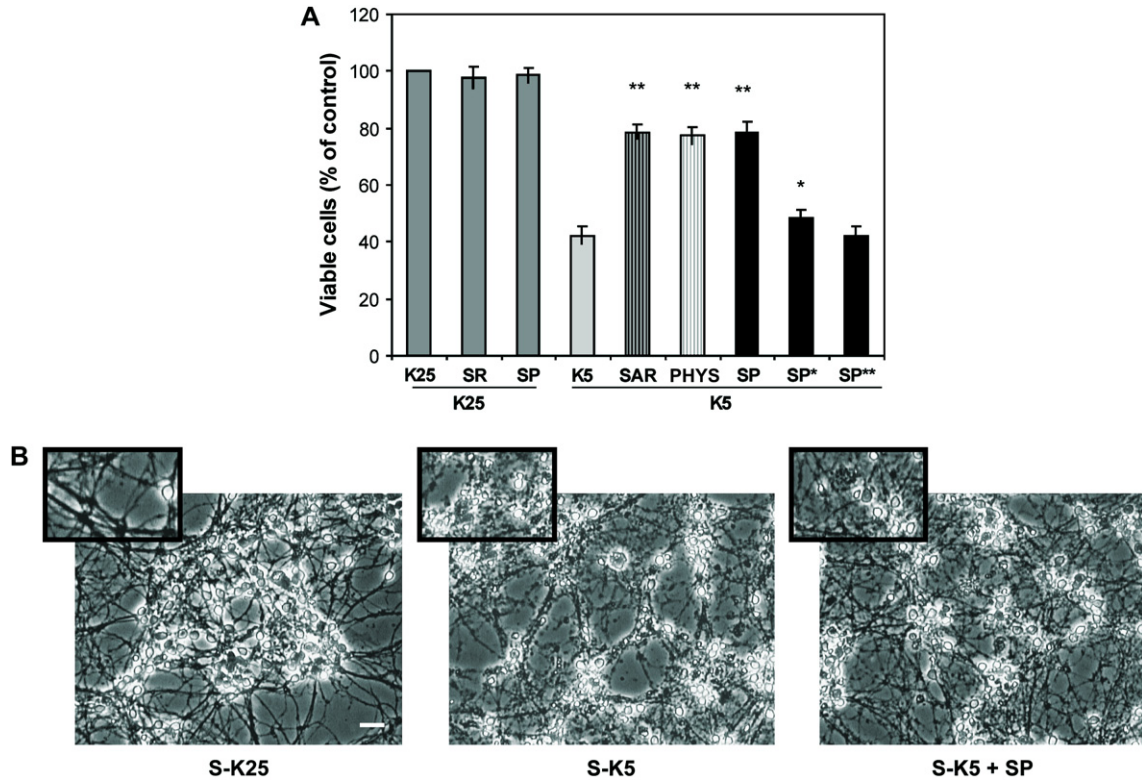 A
Viable cells (% of control)
120
100
80
60
40
20
0
** ** **
*
K25 SR SP K5 SAR PHYS SP SP* SP**
K25 K5
B
S-K25 S-K5 S-K5 + SP